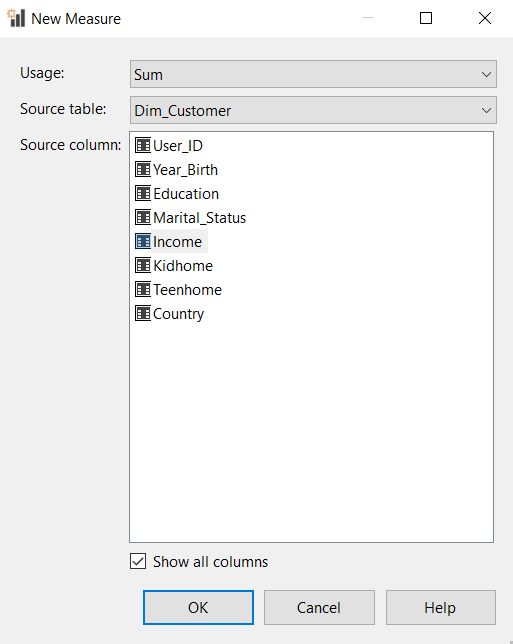 New Measure
Usage: Sum
Source table: Dim_Customer
Source column: User_ID
Year_Birth
Education
Marital_Status
Income
Kidhome
Teenhome
Country
Show all columns
OK Cancel Help